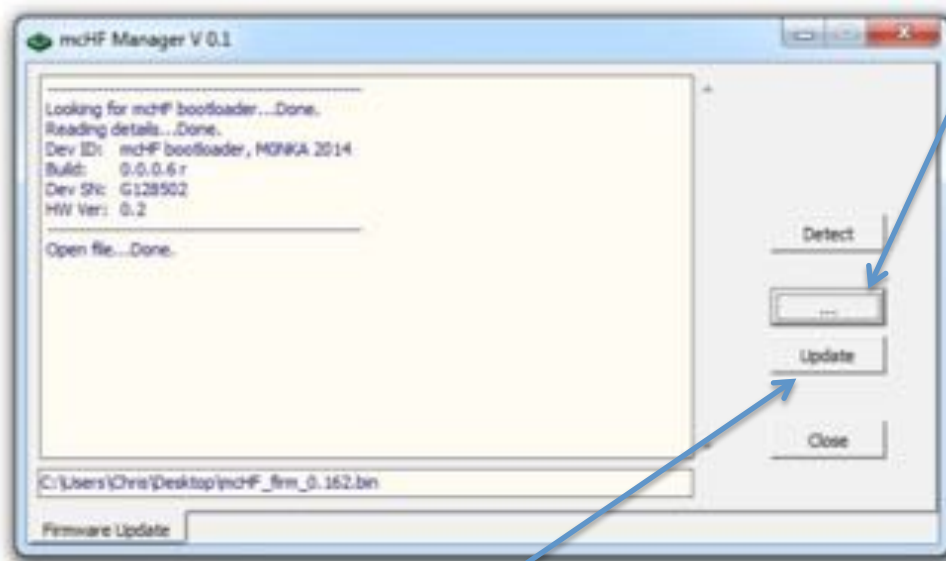 mcHF Manager V 0.1
Looking for mcHF bootloader...Done.
Reading details...Done.
Dev ID: mcHF bootloader, M0NKA 2014
Build: 0.0.0.6 r
Dev SN: G128502
HW Ver: 0.2
Open file...Done.
Detect
...
Update
Close
C:\Users\Chris\Desktop\mcHF_firm_0.162.bin
Firmware Update